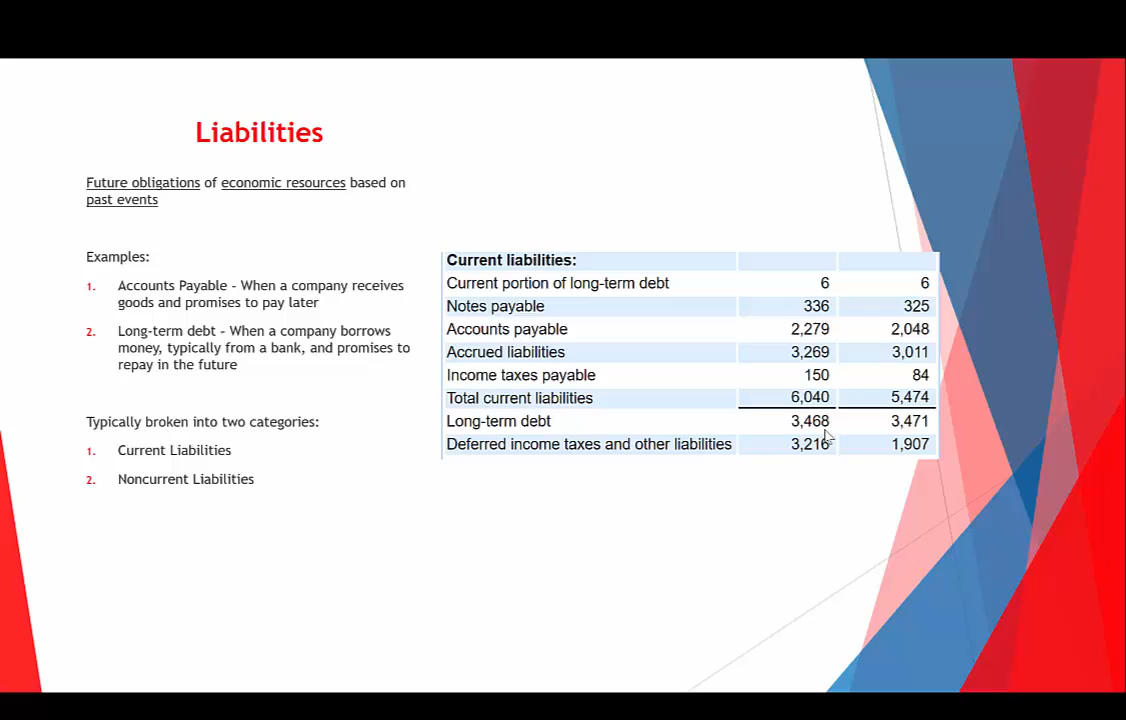 Liabilities
Future obligations of economic resources based on
past events
Examples:
1. Accounts Payable - When a company receives
goods and promises to pay later
2. Long-term debt - When a company borrows
money, typically from a bank, and promises to
repay in the future
Typically broken into two categories:
1. Current Liabilities
2. Noncurrent Liabilities
Current liabilities:
Current portion of long-term debt 6 6
Notes payable 336 325
Accounts payable 2,279 2,048
Accrued liabilities 3,269 3,011
Income taxes payable 150 84
Total current liabilities 6,040 5,474
Long-term debt 3,468 3,471
Deferred income taxes and other liabilities 3,216 1,907